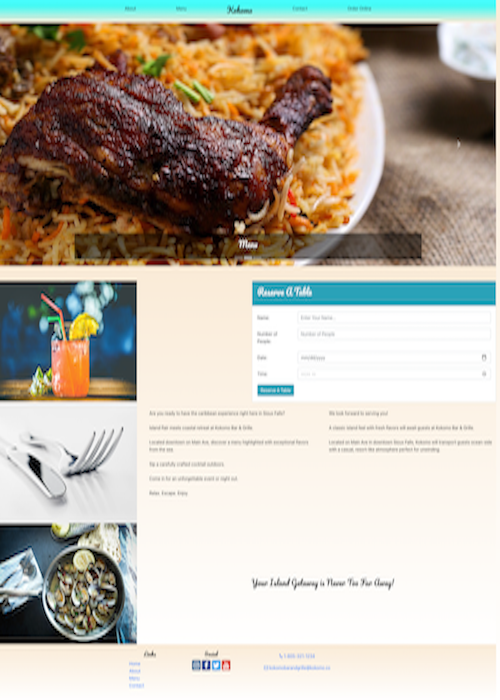 About
Menu
Kokomo
Contact
Order Online
Menu
Reserve A Table
Name:
Enter Your Name...
Number of People:
Number of People
Date:
mm/dd/yyyy
Time:
Reserve A Table
Are you ready to have the caribbean experience right here in Sioux Falls?
Island flair meets coastal retreat at Kokomo Bar & Grille.
Located downtown on Main Ave, discover a menu highlighted with exceptional flavors
from the sea.
Sip a carefully crafted cocktail outdoors.
Come in for an unforgettable event or night out.
Relax. Escape. Enjoy.
We look forward to serving you!
A classic island feel with fresh flavors will await guests at Kokomo Bar & Grille.
Located on Main Ave in downtown Sioux Falls, Kokomo will transport guests ocean side
with a casual, resort-like atmosphere perfect for unwinding.
Your Island Getaway is Never Too Far Away!
Links
Home
About
Menu
Contact
Social